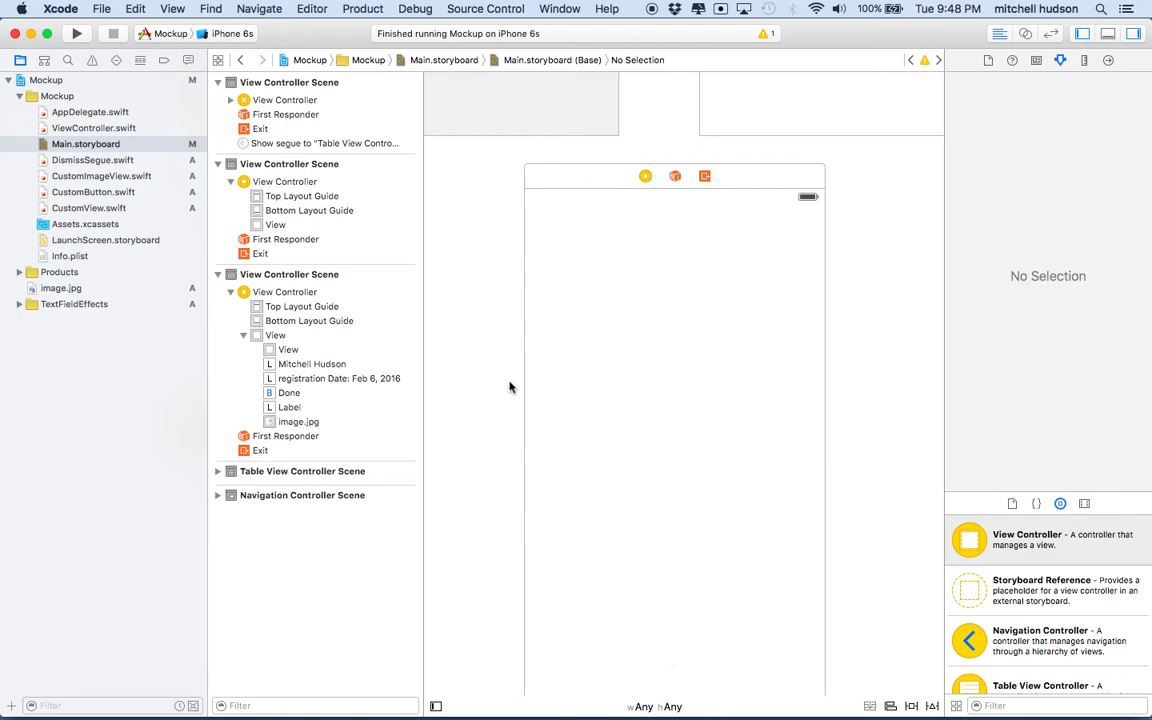 Xcode File Edit View Find Navigate Editor Product Debug Source Control Window Help 100% Tue 9:48 PM mitchell hudson
Mockup iPhone 6s Finished running Mockup on iPhone 6s 1
Mockup Mockup Main.storyboard Main.storyboard (Base) No Selection
Mockup M
Mockup
AppDelegate.swift
ViewController.swift
Main.storyboard M
DismissSegue.swift A
CustomImageView.swift A
CustomButton.swift A
CustomView.swift A
Assets.xcassets
LaunchScreen.storyboard
Info.plist
Products
image.jpg A
TextFieldEffects A
View Controller Scene
View Controller
First Responder
Exit
Show segue to "Table View Contro...
View Controller Scene
View Controller
Top Layout Guide
Bottom Layout Guide
View
First Responder
Exit
View Controller Scene
View Controller
Top Layout Guide
Bottom Layout Guide
View
View
L Mitchell Hudson
L registration Date: Feb 6, 2016
B Done
L Label
image.jpg
First Responder
Exit
Table View Controller Scene
Navigation Controller Scene
No Selection
View Controller - A controller that
manages a view.
Storyboard Reference - Provides a
placeholder for a view controller in an
external storyboard.
Navigation Controller - A
controller that manages navigation
through a hierarchy of views.
Table View Controller - A
Filter
Filter
wAny hAny
Filter